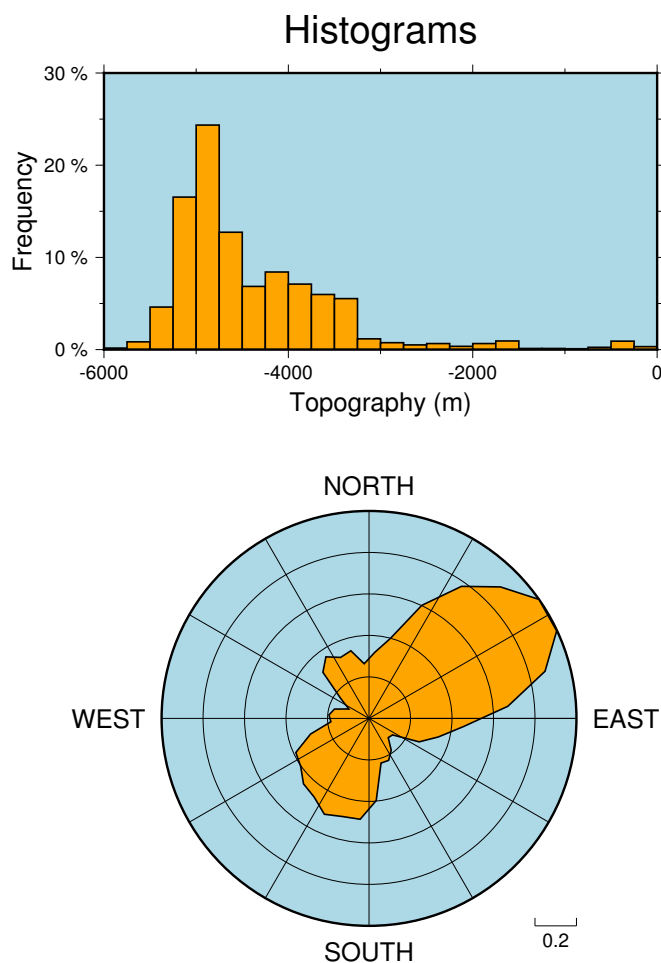 Histograms
30 %
20 %
10 %
0 %
Frequency
-6000 -4000 -2000 0
Topography (m)
NORTH
WEST EAST
SOUTH
0.2